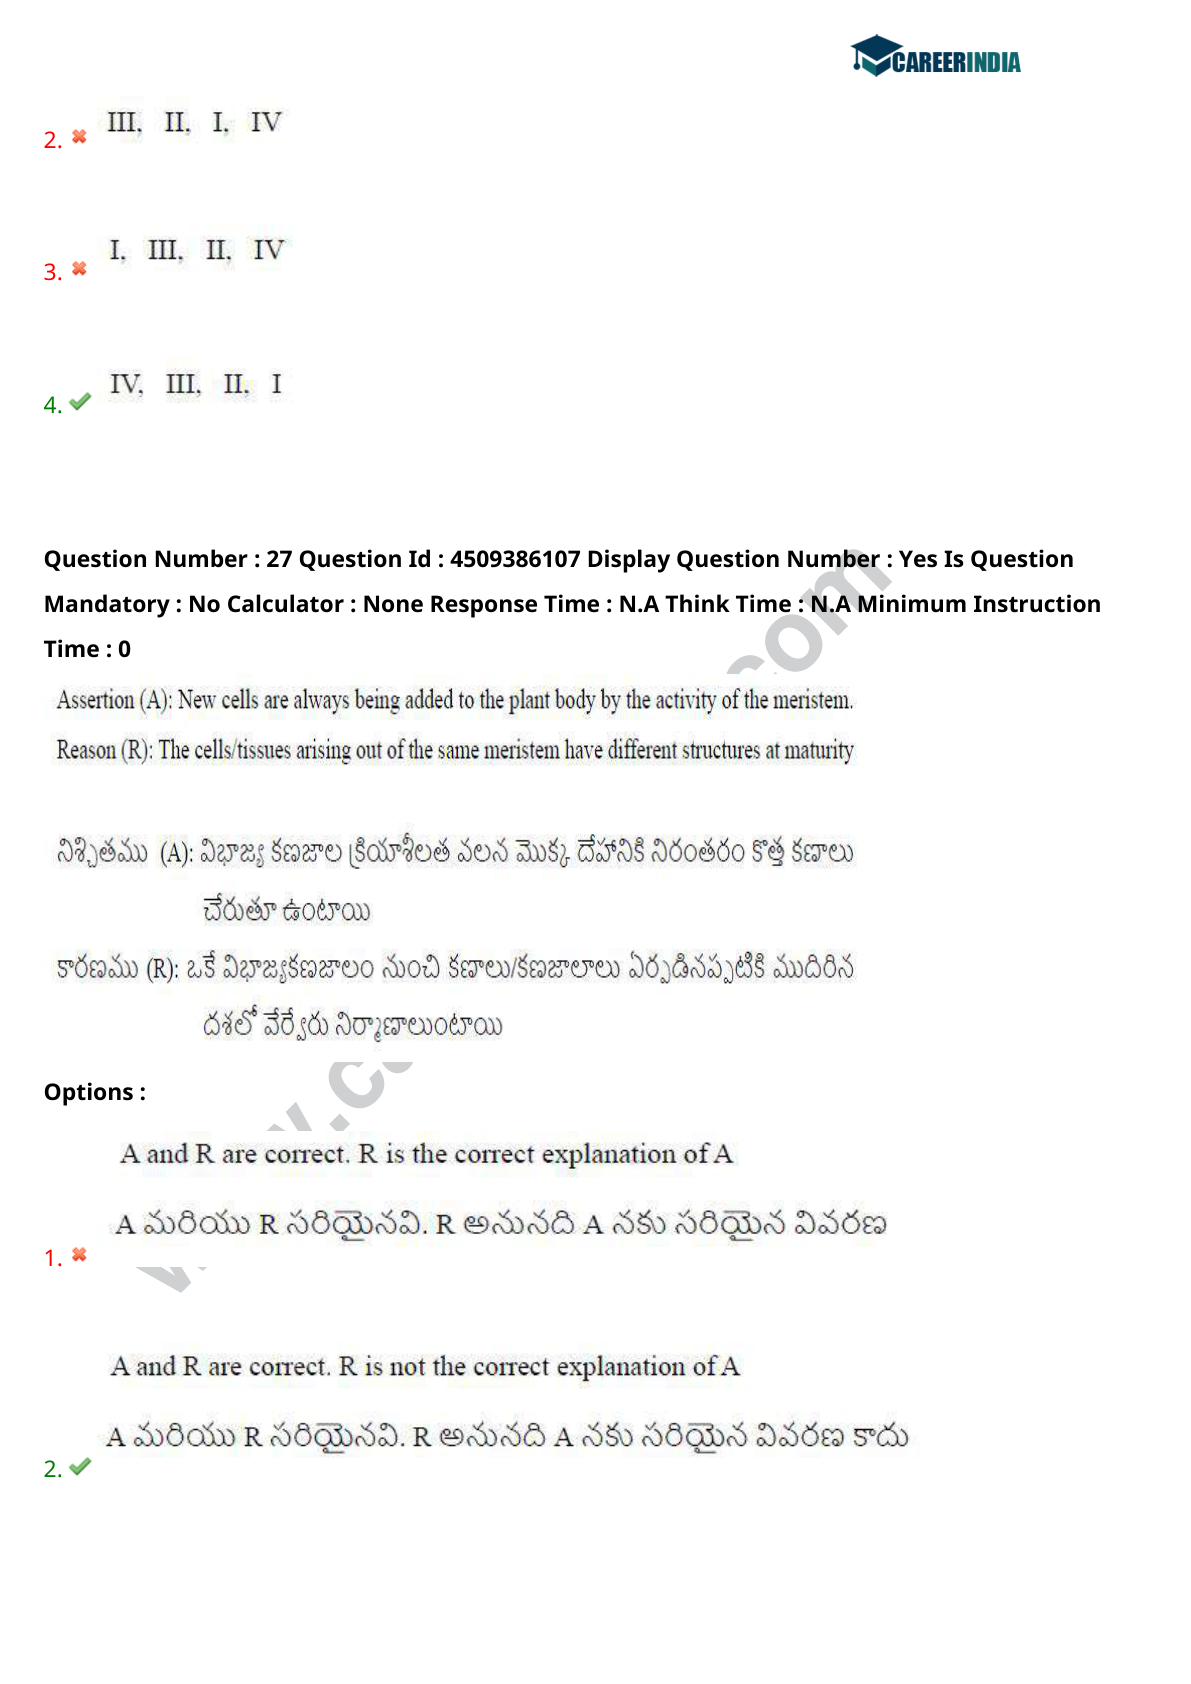 CAREERINDIA
2. III, II, I, IV
3. I, III, II, IV
4. IV, III, II, I
Question Number : 27 Question Id : 4509386107 Display Question Number : Yes Is Question
Mandatory : No Calculator : None Response Time : N.A Think Time : N.A Minimum Instruction
Time : 0
Assertion (A): New cells are always being added to the plant body by the activity of the meristem.
Reason (R): The cells/tissues arising out of the same meristem have different structures at maturity
నిశ్చితము (A): విభాజ్య కణజాల క్రియాశీలత వలన మొక్క దేహానికి నిరంతరం కొత్త కణాలు
చేరుతూ ఉంటాయి
కారణము (R): ఒకే విభాజ్యకణజాలం నుంచి కణాలు/కణజాలాలు ఏర్పడినప్పటికి ముదిరిన
దశలో వేర్వేరు నిర్మాణాలుంటాయి
Options :
A and R are correct. R is the correct explanation of A
A మరియు R సరియైనవి. R అనునది A నకు సరియైన వివరణ
1.
A and R are correct. R is not the correct explanation of A
A మరియు R సరియైనవి. R అనునది A నకు సరియైన వివరణ కాదు
2.